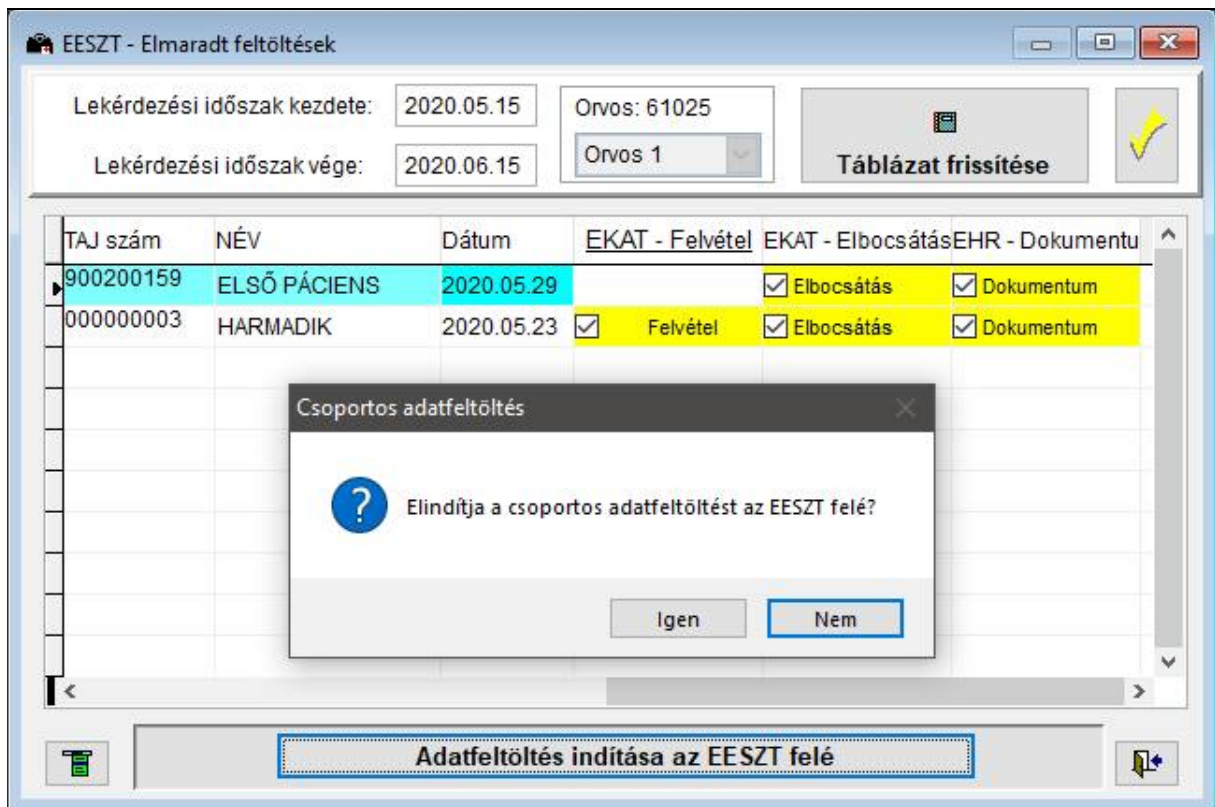 EESZT - Elmaradt feltöltések
Lekérdezési időszak kezdete: 2020.05.15 Orvos: 61025
Lekérdezési időszak vége: 2020.06.15 Orvos 1 Táblázat frissítése
TAJ szám NÉV Dátum EKAT - Felvétel EKAT - Elbocsátás EHR - Dokumentu
900200159 ELSŐ PÁCIENS 2020.05.29 Elbocsátás Dokumentum
000000003 HARMADIK 2020.05.23 Felvétel Elbocsátás Dokumentum
Csoportos adatfeltöltés
Elindítja a csoportos adatfeltöltést az EESZT felé?
Igen Nem
Adatfeltöltés indítása az EESZT felé